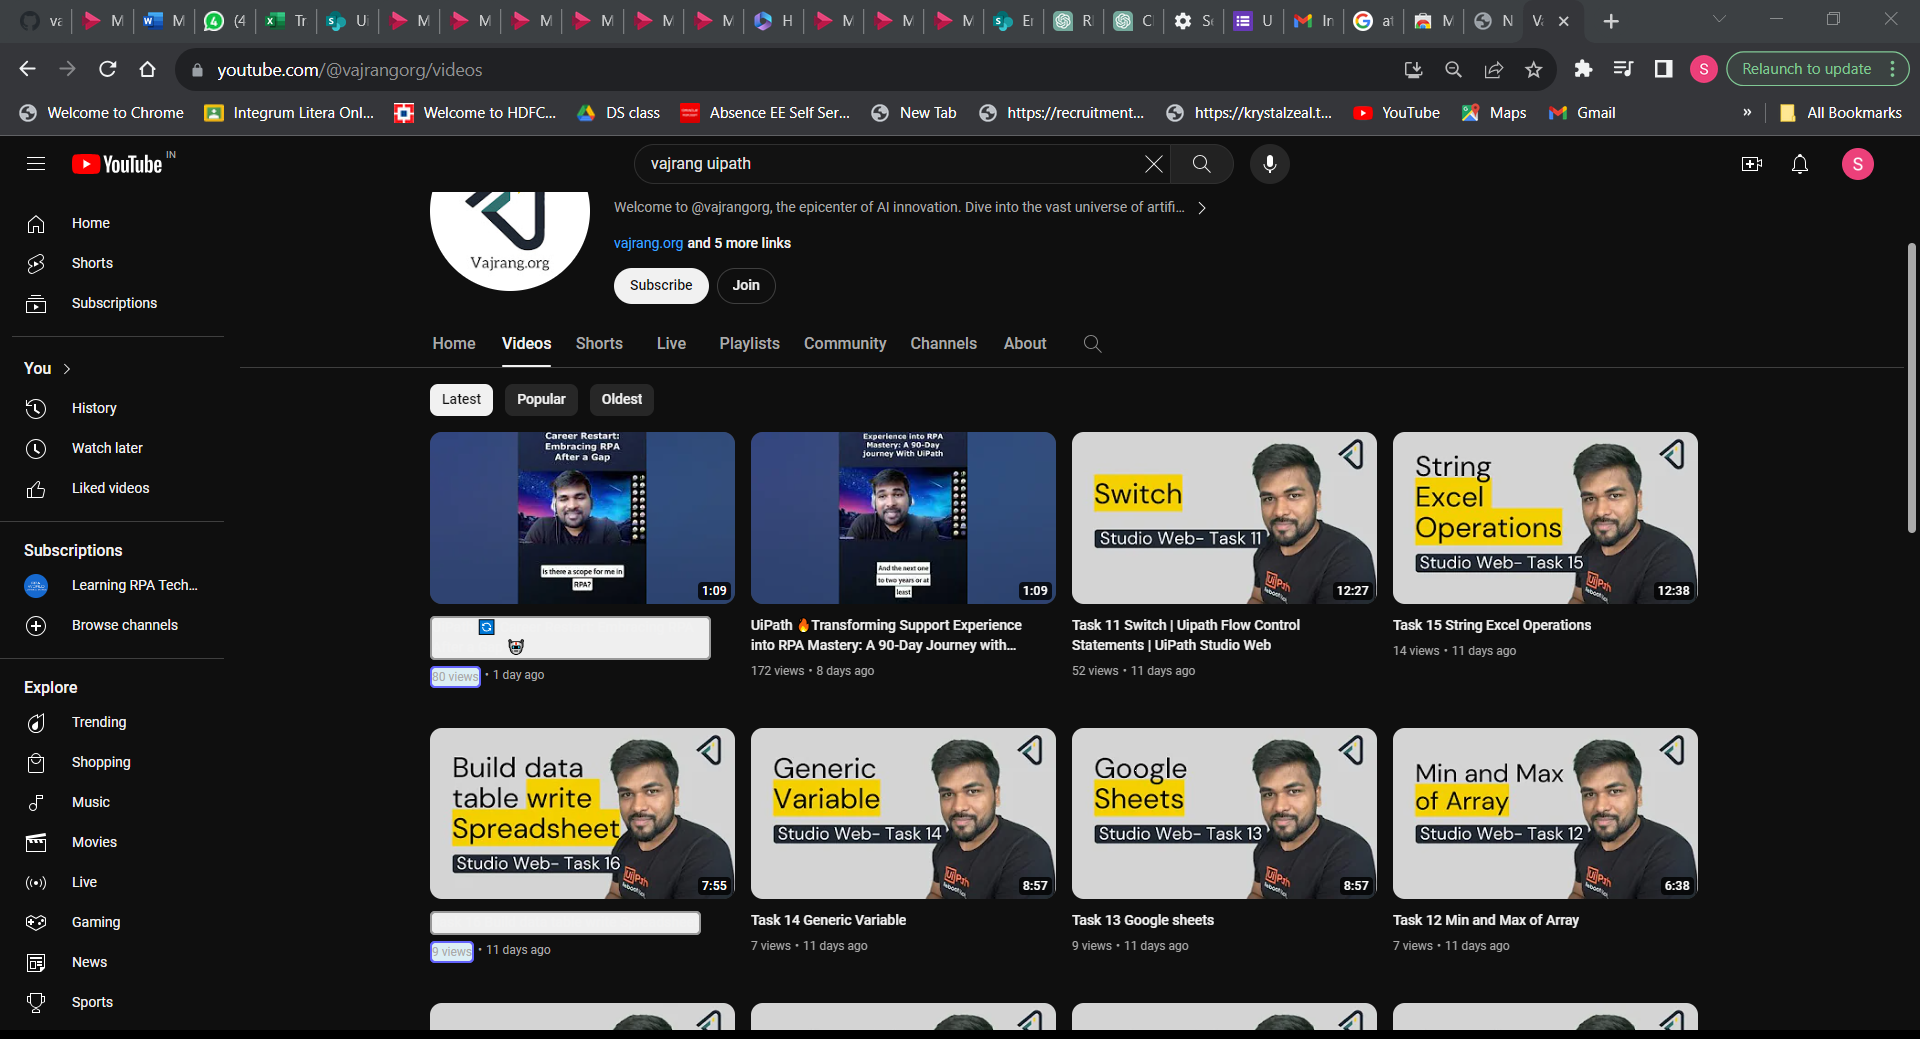 va
M
M
(4
Tr
Ui
M
M
M
M
M
M
H
M
M
M
Er
RI
Cl
Se
U
In
at
M
N
Va
youtube.com/@vajrangorg/videos
S
Relaunch to update
Welcome to Chrome
Integrum Litera Onl...
Welcome to HDFC...
DS class
Absence EE Self Ser...
New Tab
https://recruitment...
https://krystalzeal.t...
YouTube
Maps
Gmail
»
All Bookmarks
YouTube IN
vajrang uipath
S
Home
Shorts
Subscriptions
You >
History
Watch later
Liked videos
Subscriptions
Learning RPA Tech...
Browse channels
Explore
Trending
Shopping
Music
Movies
Live
Gaming
News
Sports
Vajrang.org
Welcome to @vajrangorg, the epicenter of AI innovation. Dive into the vast universe of artifi... >
vajrang.org and 5 more links
Subscribe
Join
Home
Videos
Shorts
Live
Playlists
Community
Channels
About
Latest
Popular
Oldest
Career Restart:
Embracing RPA
After a Gap
is there a scope for me in
RPA?
1:09
80 views • 1 day ago
Experience into RPA
Mastery: A 90-Day
Journey With UiPath
And the next one
to two years or at
least
1:09
UiPath 🔥Transforming Support Experience
into RPA Mastery: A 90-Day Journey with...
172 views • 8 days ago
Switch
Studio Web- Task 11
12:27
Task 11 Switch | Uipath Flow Control
Statements | UiPath Studio Web
52 views • 11 days ago
String
Excel
Operations
Studio Web- Task 15
12:38
Task 15 String Excel Operations
14 views • 11 days ago
Build data
table write
Spreadsheet
Studio Web- Task 16
7:55
9 views • 11 days ago
Generic
Variable
Studio Web- Task 14
8:57
Task 14 Generic Variable
7 views • 11 days ago
Google
Sheets
Studio Web- Task 13
8:57
Task 13 Google sheets
9 views • 11 days ago
Min and Max
of Array
Studio Web- Task 12
6:38
Task 12 Min and Max of Array
7 views • 11 days ago